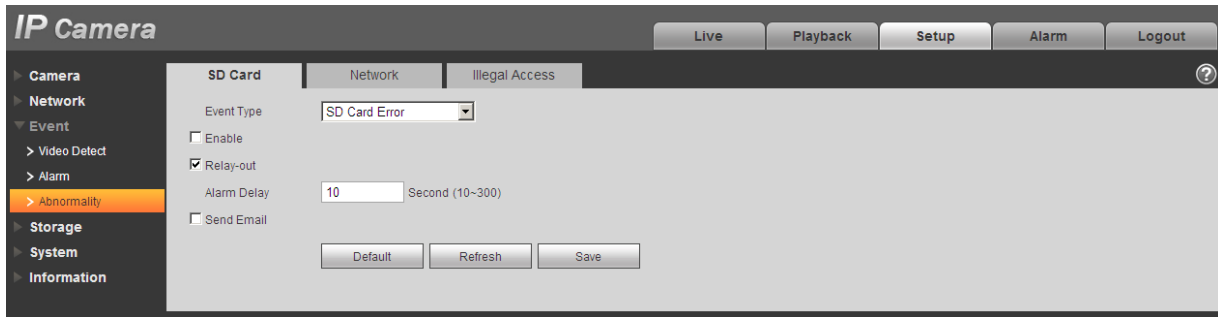 IP Camera
Live Playback Setup Alarm Logout
Camera
Network
Event
> Video Detect
> Alarm
> Abnormality
Storage
System
Information
SD Card Network Illegal Access
?
Event Type SD Card Error
Enable
Relay-out
Alarm Delay 10 Second (10~300)
Send Email
Default Refresh Save